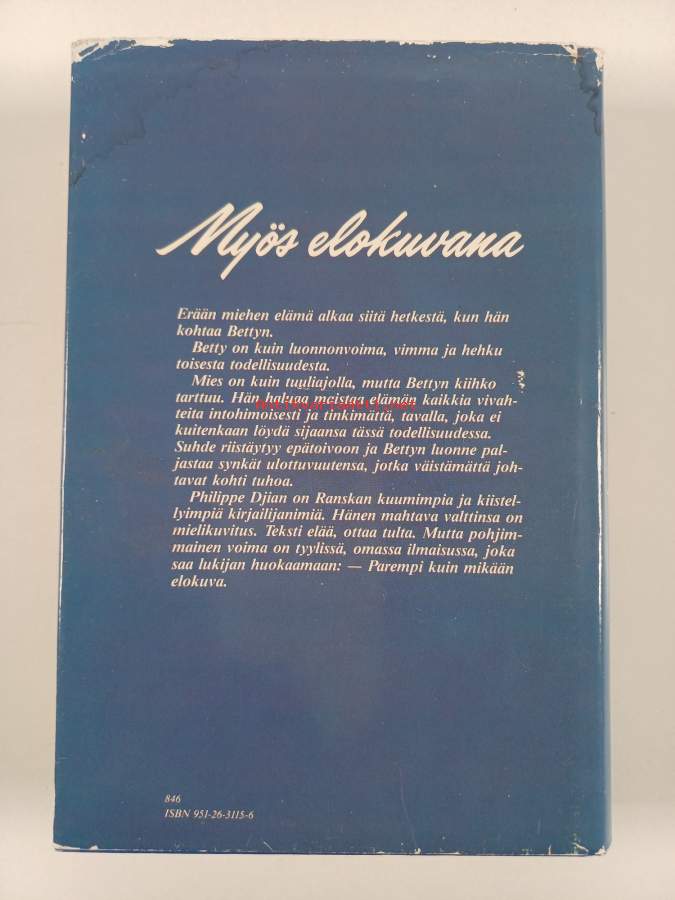 Myös elokuvana
Erään miehen elämä alkaa siitä hetkestä, kun hän
kohtaa Bettyn.
Betty on kuin luonnonvoima, vimma ja hehku
toisesta todellisuudesta.
Mies on kuin tuuliajolla, mutta Bettyn kiihko
tarttuu. Hän haluaa maistaa elämän kaikkia vivah-
teita intohimoisesti ja tinkimättä, tavalla, joka ei
kuitenkaan löydä sijaansa tässä todellisuudessa.
Suhde riistäytyy epätoivoon ja Bettyn luonne pal-
jastaa synkät ulottuvuutensa, jotka väistämättä joh-
tavat kohti tuhoa.
Philippe Djian on Ranskan kuumimpia ja kiistel-
lyimpiä kirjailijanimiä. Hänen mahtava valttinsa on
mielikuvitus. Teksti elää, ottaa tulta. Mutta pohjim-
mainen voima on tyylissä, omassa ilmaisussa, joka
saa lukijan huokaamaan: — Parempi kuin mikään
elokuva.
846
ISBN 951-26-3115-6